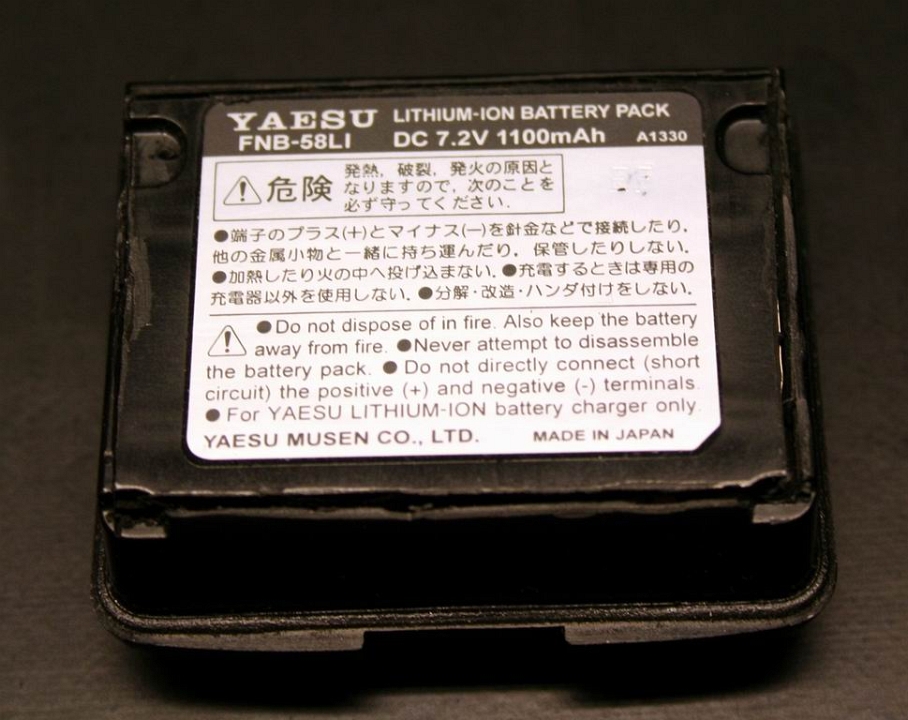 YAESU LITHIUM-ION BATTERY PACK
FNB-58LI DC 7.2V 1100mAh A1330
危険
発熱，破裂，発火の原因と
なりますので，次のことを
必ず守ってください．
●端子のプラス(+)とマイナス(−)を針金などで接続したり，
他の金属小物と一緒に持ち運んだり，保管したりしない．
●加熱したり火の中へ投げ込まない．●充電するときは専用の
充電器以外を使用しない．●分解・改造・ハンダ付けをしない．
●Do not dispose of in fire. Also keep the battery
away from fire. ●Never attempt to disassemble
the battery pack. ● Do not directly connect (short
circuit) the positive (+) and negative (-) terminals.
● For YAESU LITHIUM-ION battery charger only.
YAESU MUSEN CO., LTD. MADE IN JAPAN